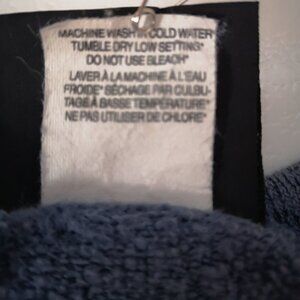 MACHINE WASH IN COLD WATER
TUMBLE DRY LOW SETTING*
DO NOT USE BLEACH*
LAVER À LA MACHINE À L'EAU
FROIDE* SÉCHAGE PAR CULBU-
TAGE À BASSE TEMPÉRATURE*
NE PAS UTILISER DE CHLORE*